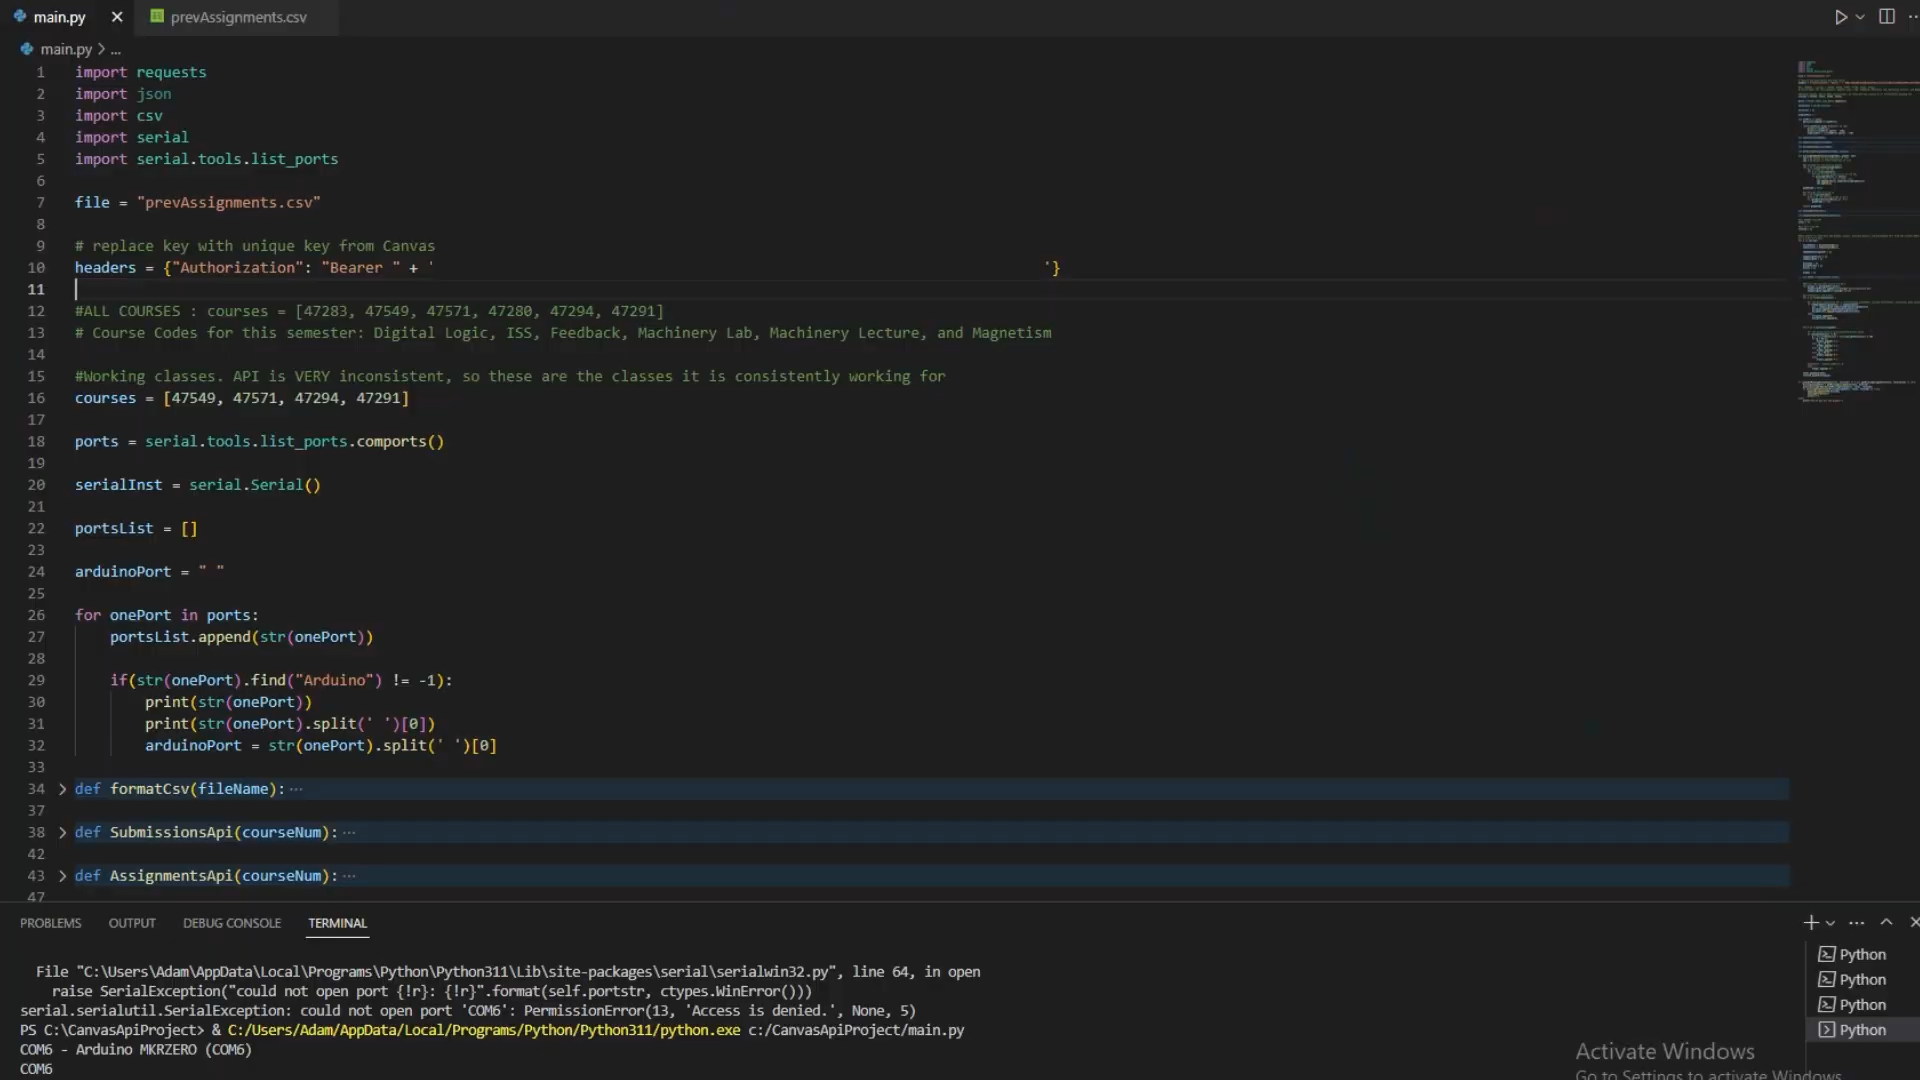 main.py
prevAssignments.csv
main.py > ...
1 import requests
2 import json
3 import csv
4 import serial
5 import serial.tools.list_ports
6
7 file = "prevAssignments.csv"
8
9 # replace key with unique key from Canvas
10 headers = {"Authorization": "Bearer " + ' '}
11
12 #ALL COURSES : courses = [47283, 47549, 47571, 47280, 47294, 47291]
13 # Course Codes for this semester: Digital Logic, ISS, Feedback, Machinery Lab, Machinery Lecture, and Magnetism
14
15 #Working classes. API is VERY inconsistent, so these are the classes it is consistently working for
16 courses = [47549, 47571, 47294, 47291]
17
18 ports = serial.tools.list_ports.comports()
19
20 serialInst = serial.Serial()
21
22 portsList = []
23
24 arduinoPort = " "
25
26 for onePort in ports:
27 portsList.append(str(onePort))
28
29 if(str(onePort).find("Arduino") != -1):
30 print(str(onePort))
31 print(str(onePort).split(' ')[0])
32 arduinoPort = str(onePort).split(' ')[0]
33
34 > def formatCsv(fileName): ...
37
38 > def SubmissionsApi(courseNum): ...
42
43 > def AssignmentsApi(courseNum): ...
47
PROBLEMS OUTPUT DEBUG CONSOLE TERMINAL
File "C:\Users\Adam\AppData\Local\Programs\Python\Python311\Lib\site-packages\serial\serialwin32.py", line 64, in open
raise SerialException("could not open port {!r}: {!r}".format(self.portstr, ctypes.WinError()))
serial.serialutil.SerialException: could not open port 'COM6': PermissionError(13, 'Access is denied.', None, 5)
PS C:\CanvasApiProject> & C:/Users/Adam/AppData/Local/Programs/Python/Python311/python.exe c:/CanvasApiProject/main.py
COM6 - Arduino MKRZERO (COM6)
COM6
Python
Python
Python
Python
Activate Windows
Go to Settings to activate Windows